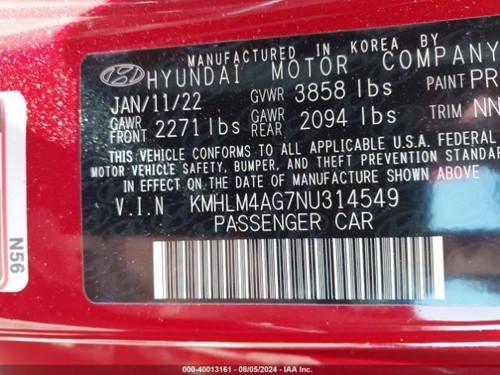 MANUFACTURED IN KOREA BY
HYUNDAI MOTOR COMPANY
JAN/11/22 GVWR 3858 lbs PAINT PR
GAWR FRONT 2271 lbs GAWR REAR 2094 lbs TRIM NN
THIS VEHICLE CONFORMS TO ALL APPLICABLE U.S.A. FEDERAL
MOTOR VEHICLE SAFETY, BUMPER, AND THEFT PREVENTION STANDARD
IN EFFECT ON THE DATE OF MANUFACTURE SHOWN ABOVE.
V.I.N KMHLM4AG7NU314549
PASSENGER CAR
N56
000-40013161 - 08/05/2024 - IAA Inc.